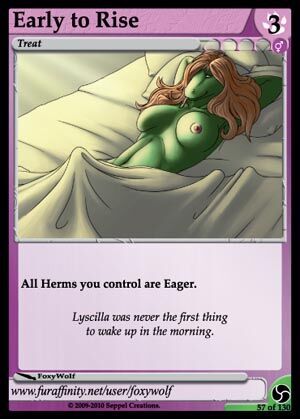 Early to Rise
3
Treat
All Herms you control are Eager.
Lyscilla was never the first thing
to wake up in the morning.
FoxyWolf
www.furaffinity.net/user/foxywolf
© 2009-2010 Seppel Creations.
57 of 130